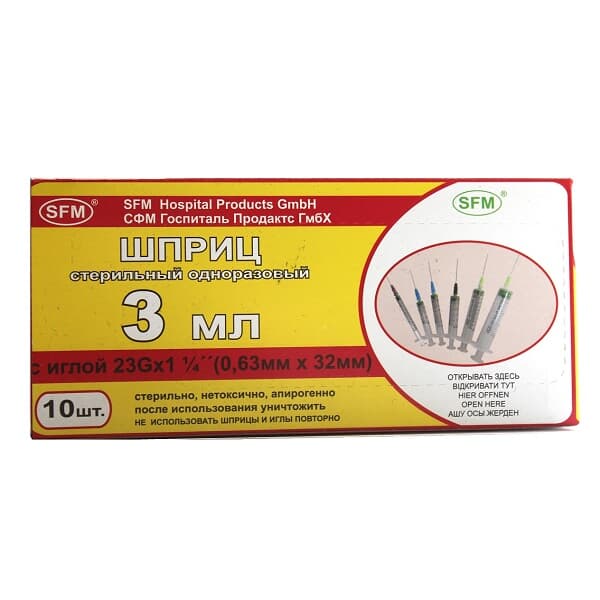 SFM®
SFM Hospital Products GmbH
СФМ Госпиталь Продактс ГмбХ
ШПРИЦ
стерильный одноразовый
3 мл
с иглой 23Gx1 ¼´´(0,63мм x 32мм)
10шт.
стерильно, нетоксично, апирогенно
после использования уничтожить
НЕ ИСПОЛЬЗОВАТЬ ШПРИЦЫ И ИГЛЫ ПОВТОРНО
SFM®
ОТКРЫВАТЬ ЗДЕСЬ
ВІДКРИВАТИ ТУТ
HIER OFFNEN
OPEN HERE
АШУ ОСЫ ЖЕРДЕН